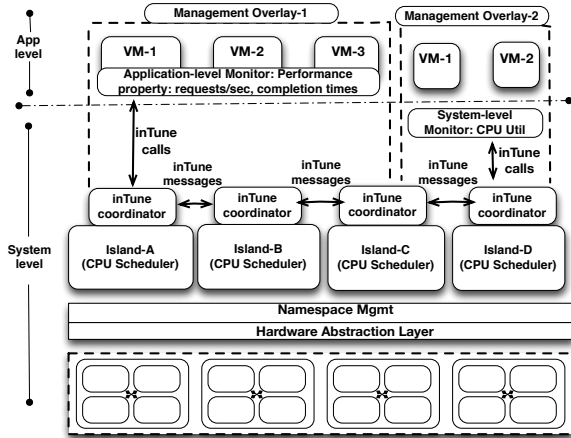 Management Overlay-1
Management Overlay-2
App
level
VM-1
VM-2
VM-3
VM-1
VM-2
Application-level Monitor: Performance
property: requests/sec, completion times
System-level
Monitor: CPU Util
inTune
calls
inTune
calls
inTune
messages
inTune
messages
inTune
messages
inTune
coordinator
inTune
coordinator
inTune
coordinator
inTune
coordinator
System
level
Island-A
(CPU Scheduler)
Island-B
(CPU Scheduler)
Island-C
(CPU Scheduler)
Island-D
(CPU Scheduler)
Namespace Mgmt
Hardware Abstraction Layer